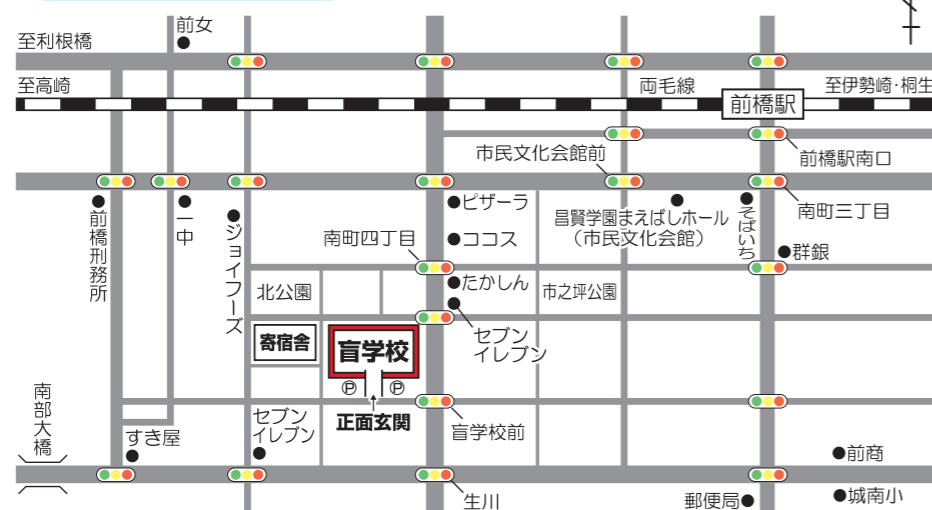 前女
至利根橋
至高崎
両毛線
至伊勢崎・桐生
前橋駅
市民文化会館前
前橋駅南口
ピザーラ
前橋刑務所
一中
ジョイフーズ
南町四丁目
ココス
昌賢学園まえばしホール
(市民文化会館)
そばいち
南町三丁目
群銀
北公園
たかしん
市之坪公園
セブン
イレブン
寄宿舎
盲学校
Ⓟ
Ⓟ
正面玄関
盲学校前
南部大橋
すき屋
セブン
イレブン
生川
前商
郵便局
城南小